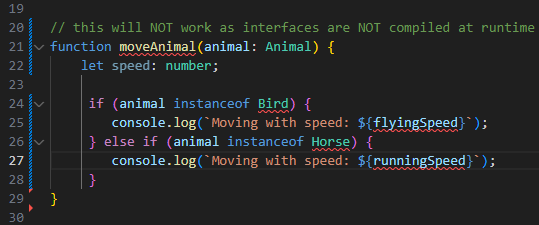 19
20 // this will NOT work as interfaces are NOT compiled at runtime
21 function moveAnimal(animal: Animal) {
22 let speed: number;
23
24 if (animal instanceof Bird) {
25 console.log(`Moving with speed: ${flyingSpeed}`);
26 } else if (animal instanceof Horse) {
27 console.log(`Moving with speed: ${runningSpeed}`);
28 }
29 }
30